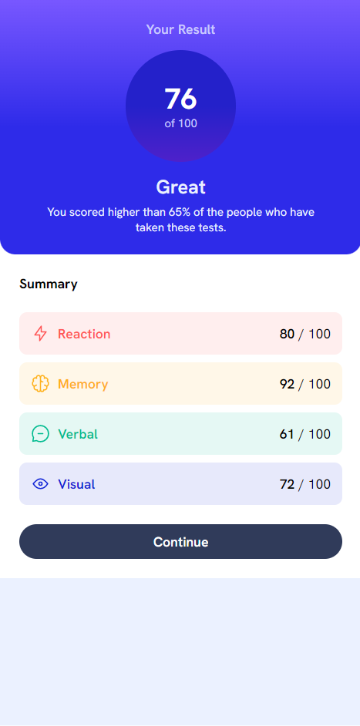 Your Result
76
of 100
Great
You scored higher than 65% of the people who have
taken these tests.
Summary
Reaction 80 / 100
Memory 92 / 100
Verbal 61 / 100
Visual 72 / 100
Continue